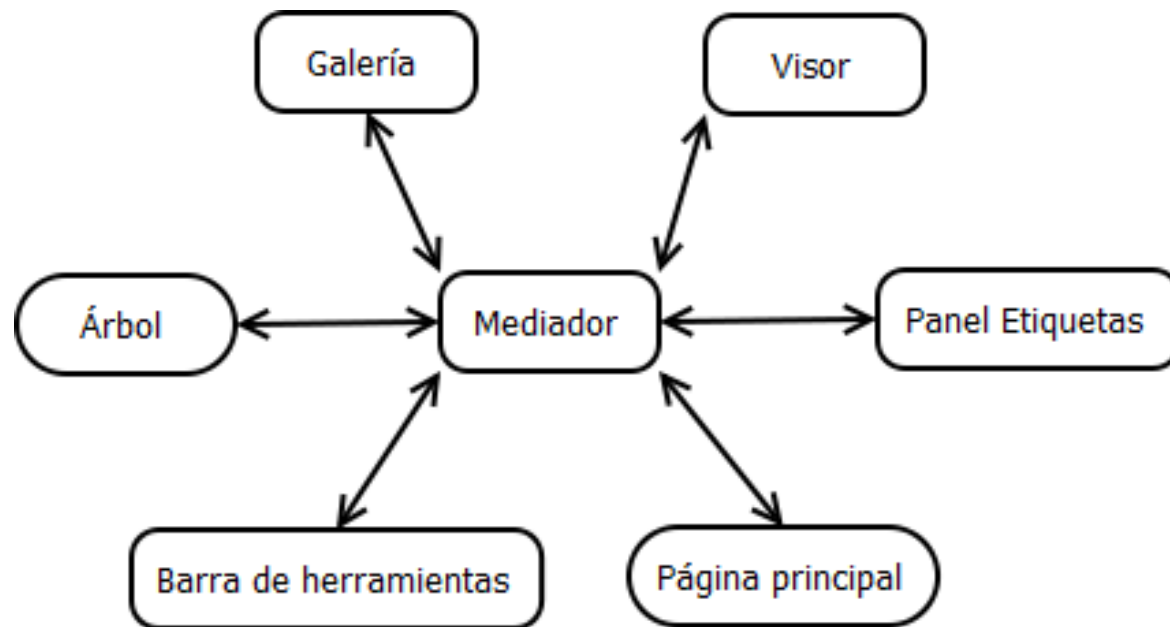 Galería
Visor
Árbol
Mediador
Panel Etiquetas
Barra de herramientas
Página principal